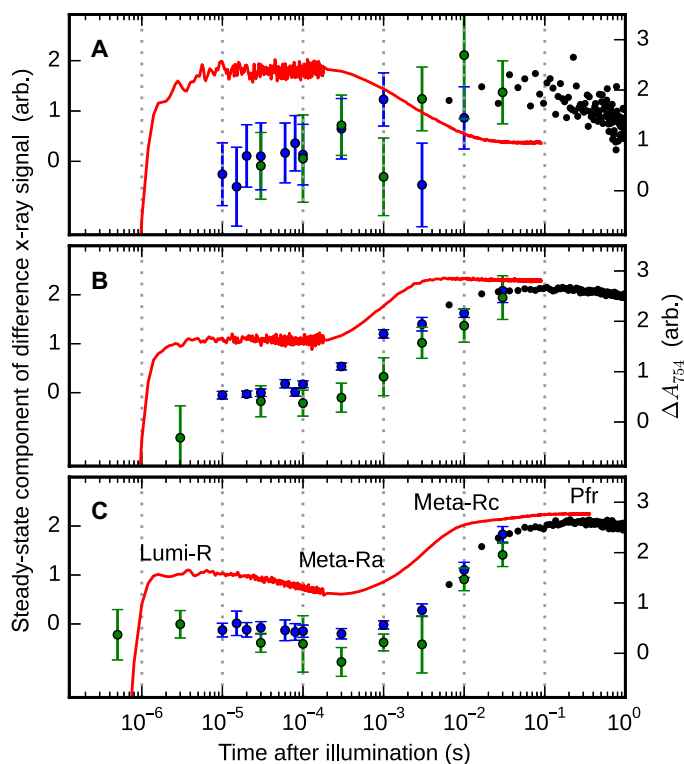 Steady-state component of difference x-ray signal (arb.)
A
2
1
0
3
2
1
0
B
2
1
0
3
2
1
0
ΔA₇₅₄ (arb.)
C
Lumi-R
Meta-Ra
Meta-Rc
Pfr
2
1
0
3
2
1
0
10⁻⁶ 10⁻⁵ 10⁻⁴ 10⁻³ 10⁻² 10⁻¹ 10⁰
Time after illumination (s)